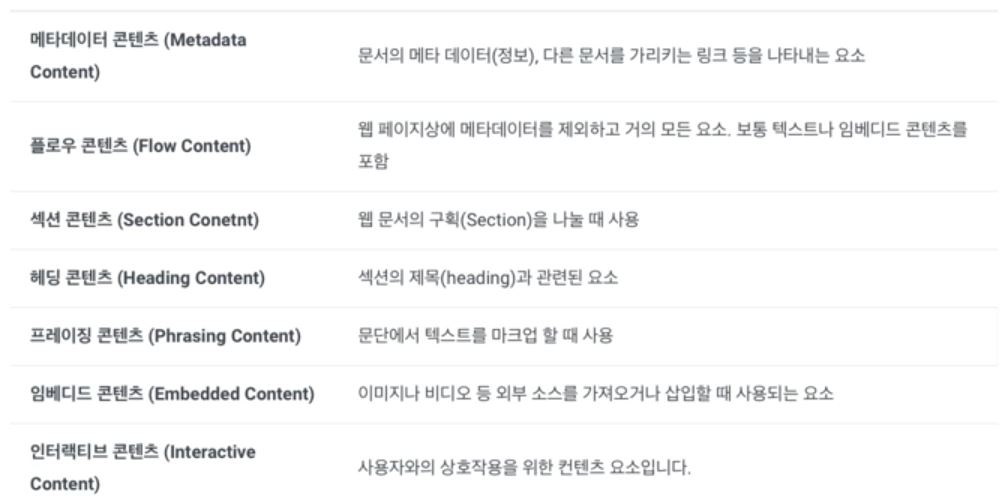 메타데이터 콘텐츠 (Metadata
Content)
문서의 메타 데이터(정보), 다른 문서를 가리키는 링크 등을 나타내는 요소
플로우 콘텐츠 (Flow Content)
웹 페이지상에 메타데이터를 제외하고 거의 모든 요소. 보통 텍스트나 임베디드 콘텐츠를
포함
섹션 콘텐츠 (Section Conetnt)
웹 문서의 구획(Section)을 나눌 때 사용
헤딩 콘텐츠 (Heading Content)
섹션의 제목(heading)과 관련된 요소
프레이징 콘텐츠 (Phrasing Content)
문단에서 텍스트를 마크업 할 때 사용
임베디드 콘텐츠 (Embedded Content)
이미지나 비디오 등 외부 소스를 가져오거나 삽입할 때 사용되는 요소
인터랙티브 콘텐츠 (Interactive
Content)
사용자와의 상호작용을 위한 컨텐츠 요소입니다.